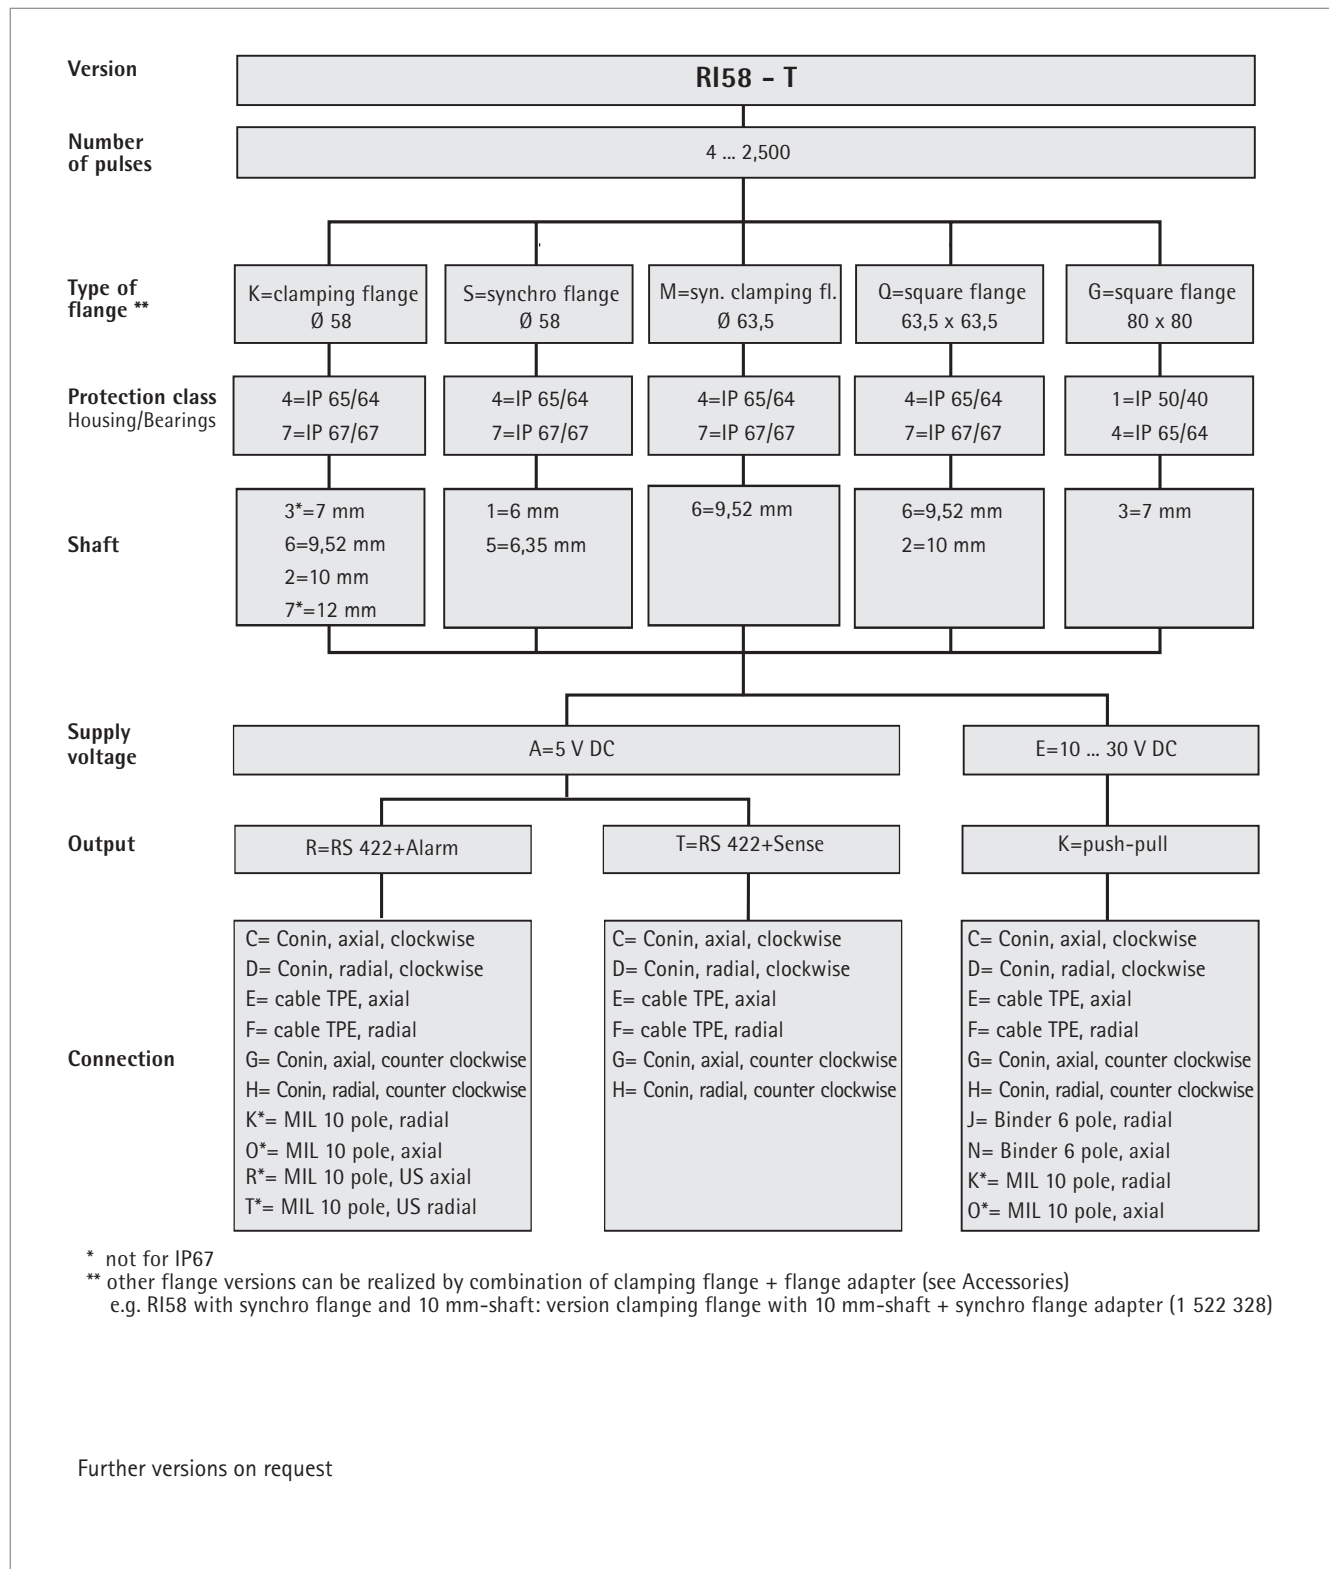 Version
RI58 - T
Number
of pulses
4 ... 2,500
Type of
flange **
K=clamping flange
Ø 58
S=synchro flange
Ø 58
M=syn. clamping fl.
Ø 63,5
Q=square flange
63,5 x 63,5
G=square flange
80 x 80
Protection class
Housing/Bearings
4=IP 65/64
7=IP 67/67
4=IP 65/64
7=IP 67/67
4=IP 65/64
7=IP 67/67
4=IP 65/64
7=IP 67/67
1=IP 50/40
4=IP 65/64
Shaft
3*=7 mm
6=9,52 mm
2=10 mm
7*=12 mm
1=6 mm
5=6,35 mm
6=9,52 mm
6=9,52 mm
2=10 mm
3=7 mm
Supply
voltage
A=5 V DC
E=10 ... 30 V DC
Output
R=RS 422+Alarm
T=RS 422+Sense
K=push-pull
Connection
C= Conin, axial, clockwise
D= Conin, radial, clockwise
E= cable TPE, axial
F= cable TPE, radial
G= Conin, axial, counter clockwise
H= Conin, radial, counter clockwise
K*= MIL 10 pole, radial
O*= MIL 10 pole, axial
R*= MIL 10 pole, US axial
T*= MIL 10 pole, US radial
C= Conin, axial, clockwise
D= Conin, radial, clockwise
E= cable TPE, axial
F= cable TPE, radial
G= Conin, axial, counter clockwise
H= Conin, radial, counter clockwise
C= Conin, axial, clockwise
D= Conin, radial, clockwise
E= cable TPE, axial
F= cable TPE, radial
G= Conin, axial, counter clockwise
H= Conin, radial, counter clockwise
J= Binder 6 pole, radial
N= Binder 6 pole, axial
K*= MIL 10 pole, radial
O*= MIL 10 pole, axial
* not for IP67
** other flange versions can be realized by combination of clamping flange + flange adapter (see Accessories)
e.g. RI58 with synchro flange and 10 mm-shaft: version clamping flange with 10 mm-shaft + synchro flange adapter (1 522 328)
Further versions on request